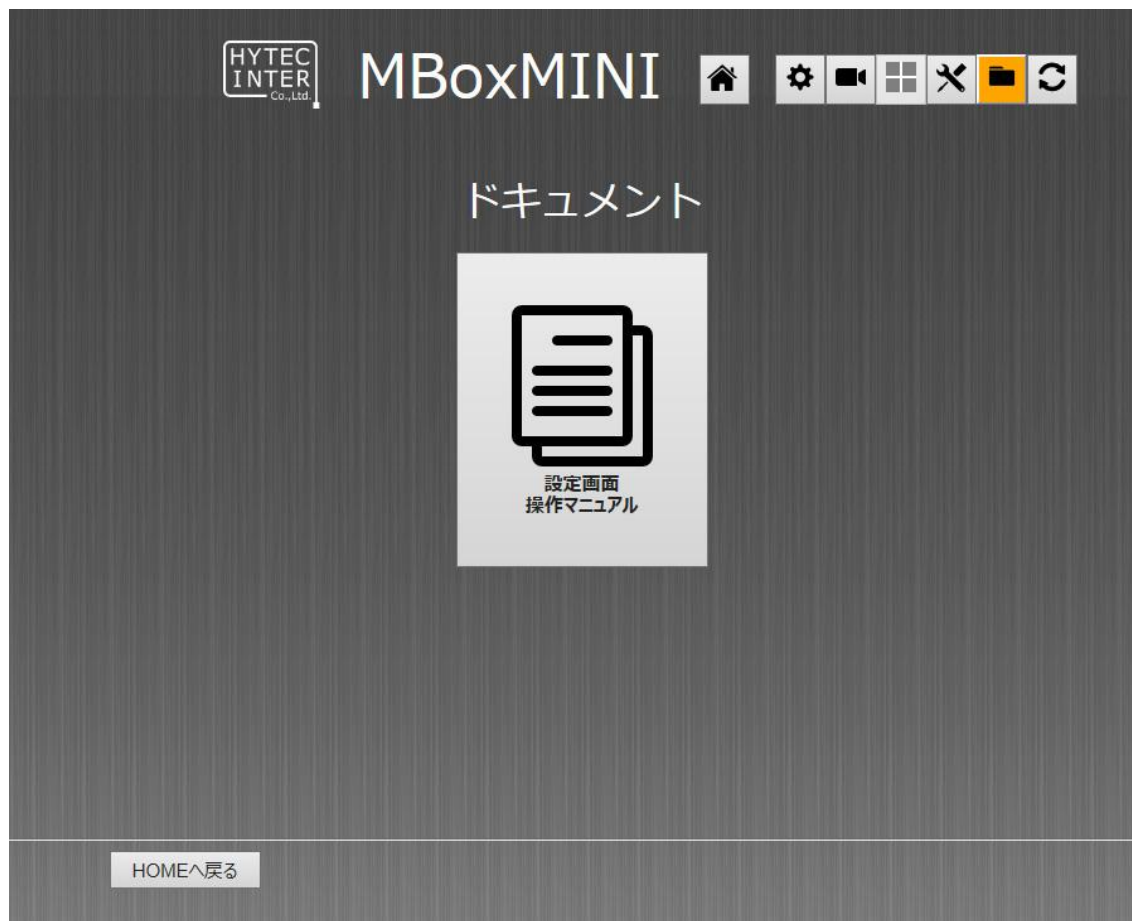 HYTEC
INTER
Co.,Ltd.
MBoxMINI
ドキュメント
設定画面
操作マニュアル
HOMEへ戻る